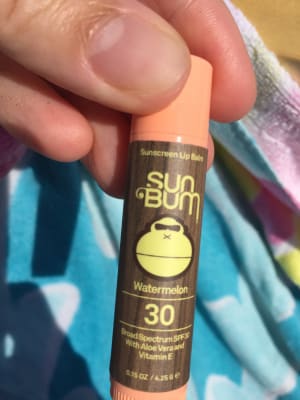 Sunscreen Lip Balm
SUN
BUM
Watermelon
30
Broad Spectrum SPF 30
With Aloe Vera and
Vitamin E
0.15 OZ / 4.25 g e